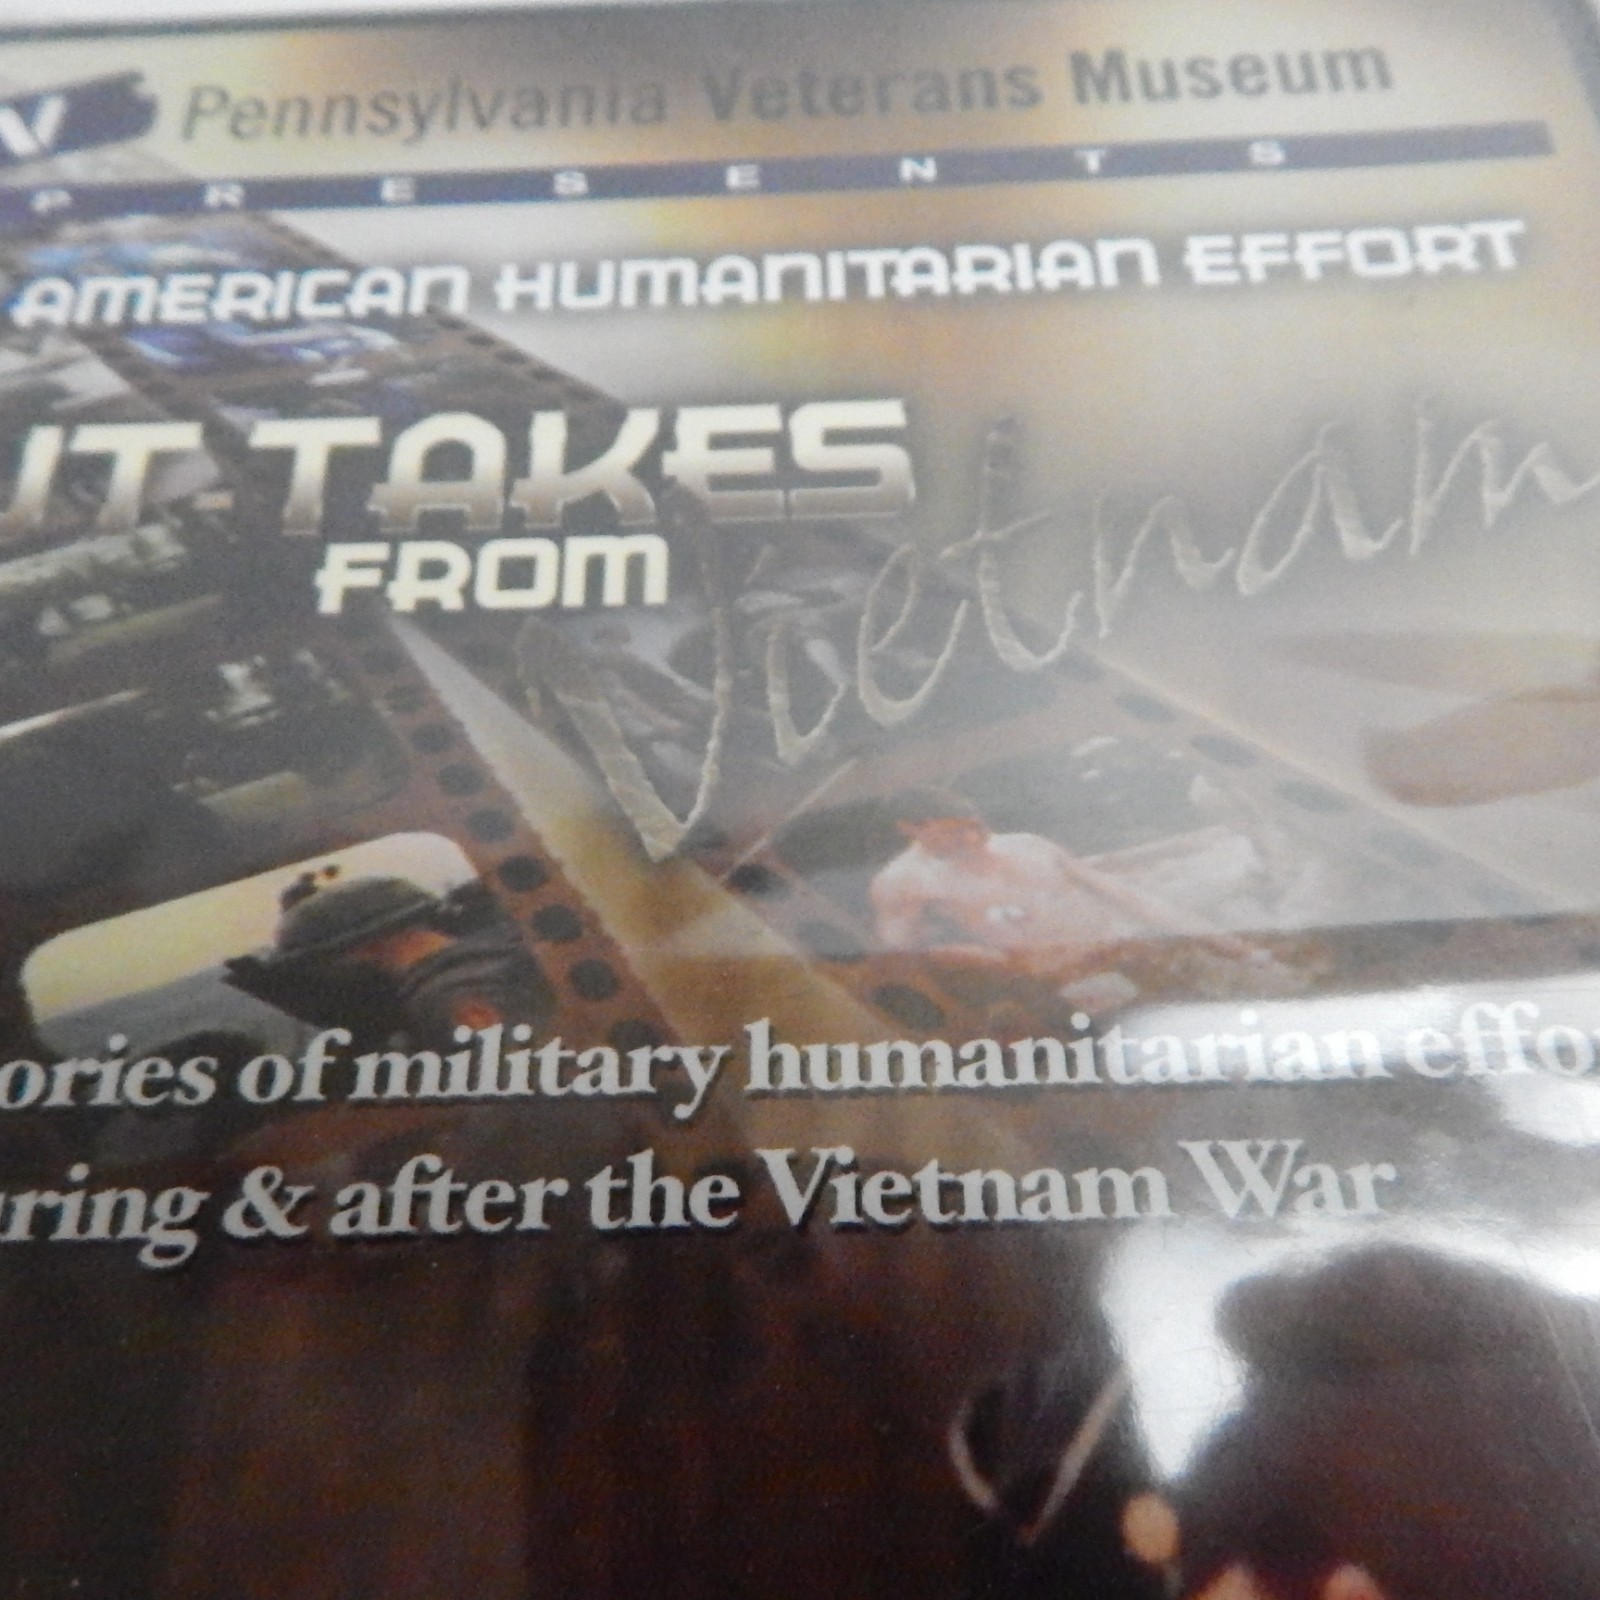 V Pennsylvania Veterans Museum
PRESENTS
AMERICAN HUMANITARIAN EFFORT
UT-TAKES
FROM Vietnam
ories of military humanitarian effo
uring & after the Vietnam War